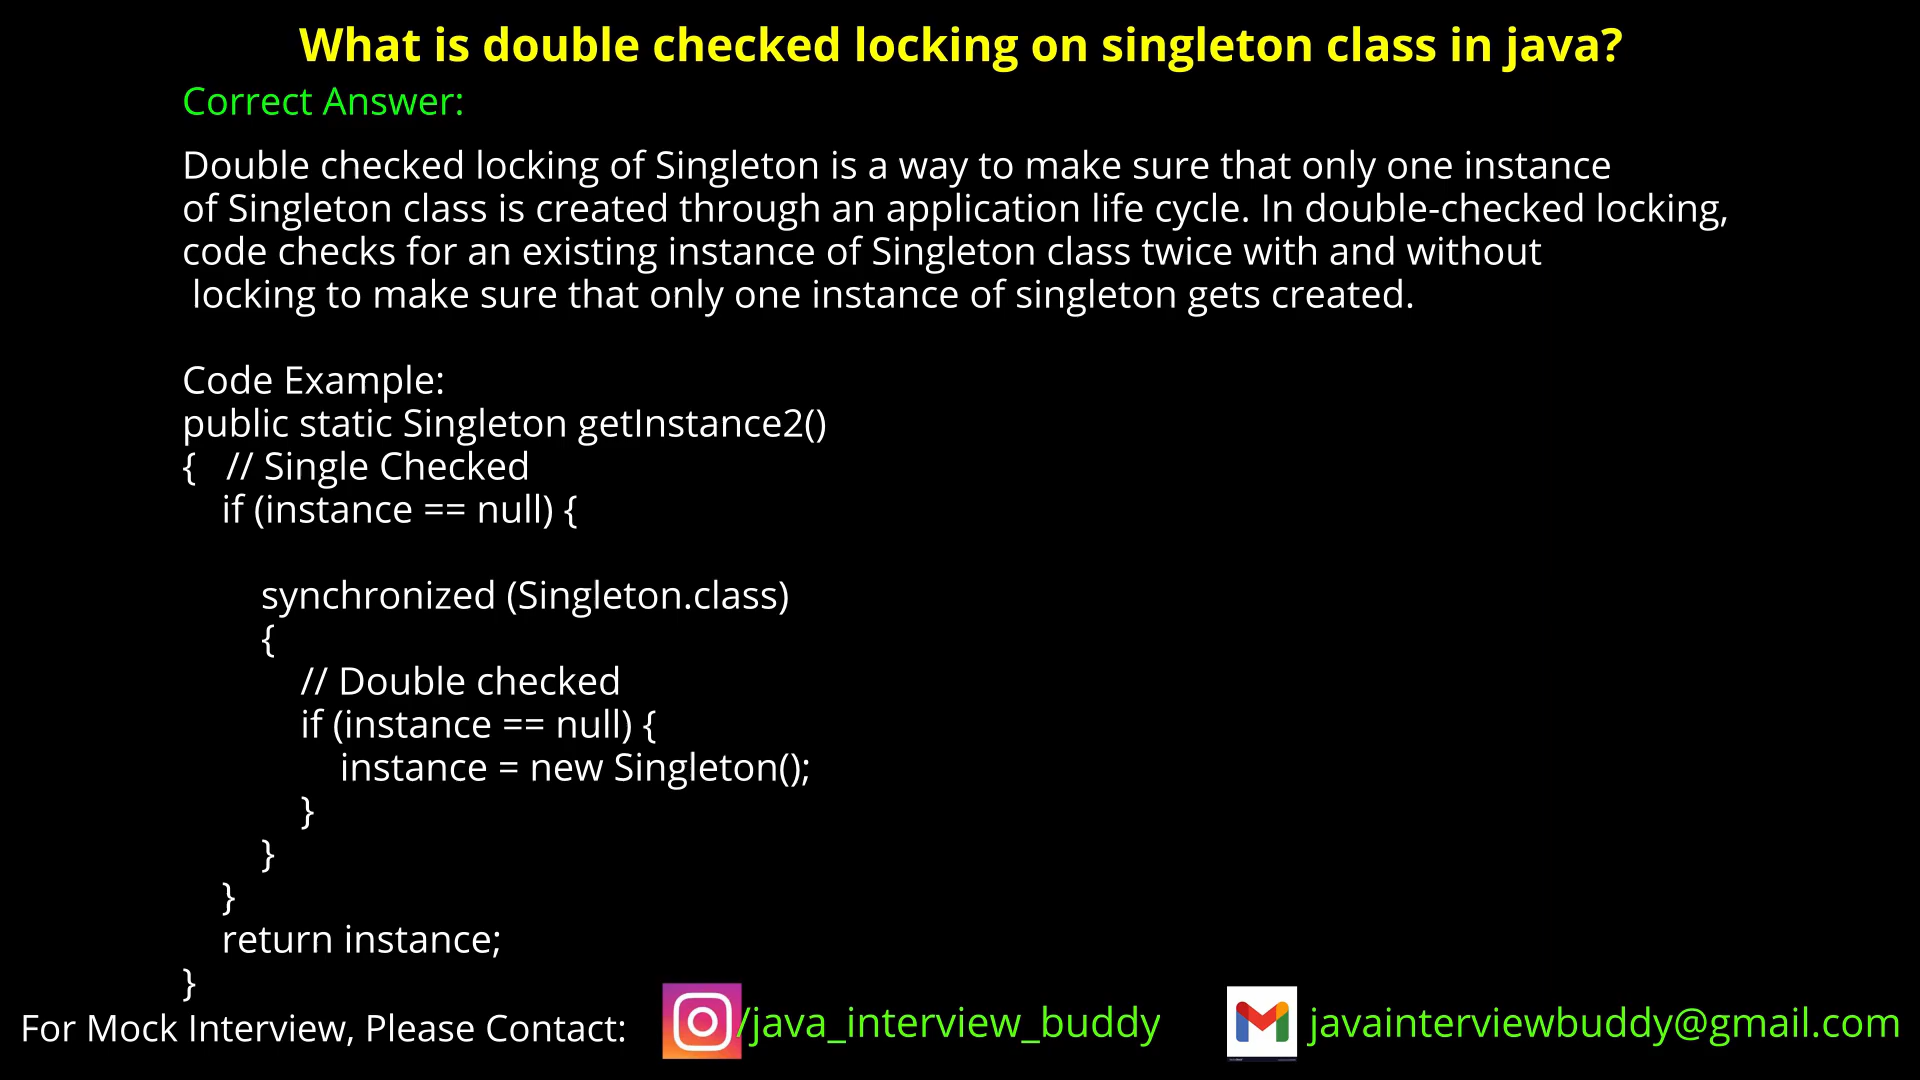 What is double checked locking on singleton class in java?
Correct Answer:
Double checked locking of Singleton is a way to make sure that only one instance
of Singleton class is created through an application life cycle. In double-checked locking,
code checks for an existing instance of Singleton class twice with and without
locking to make sure that only one instance of singleton gets created.
Code Example:
public static Singleton getInstance2()
{ // Single Checked
if (instance == null) {
synchronized (Singleton.class)
{
// Double checked
if (instance == null) {
instance = new Singleton();
}
}
}
return instance;
}
For Mock Interview, Please Contact: /java_interview_buddy javainterviewbuddy@gmail.com